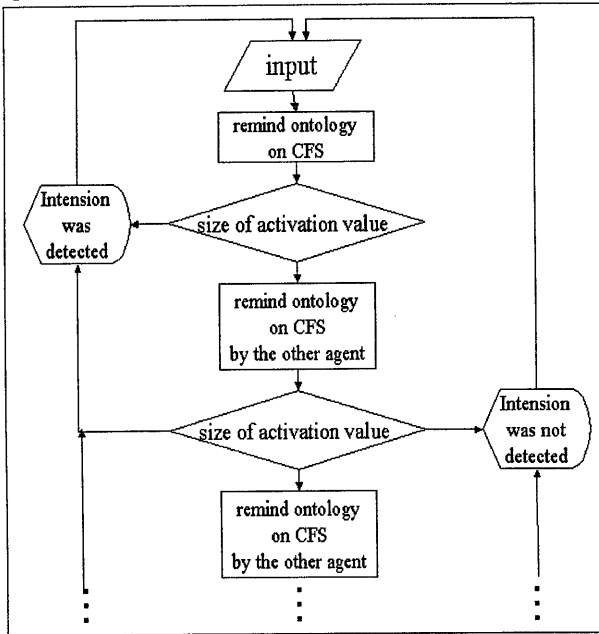 input
remind ontology
on CFS
Intension
was
detected
size of activation value
remind ontology
on CFS
by the other agent
size of activation value
Intension
was not
detected
remind ontology
on CFS
by the other agent